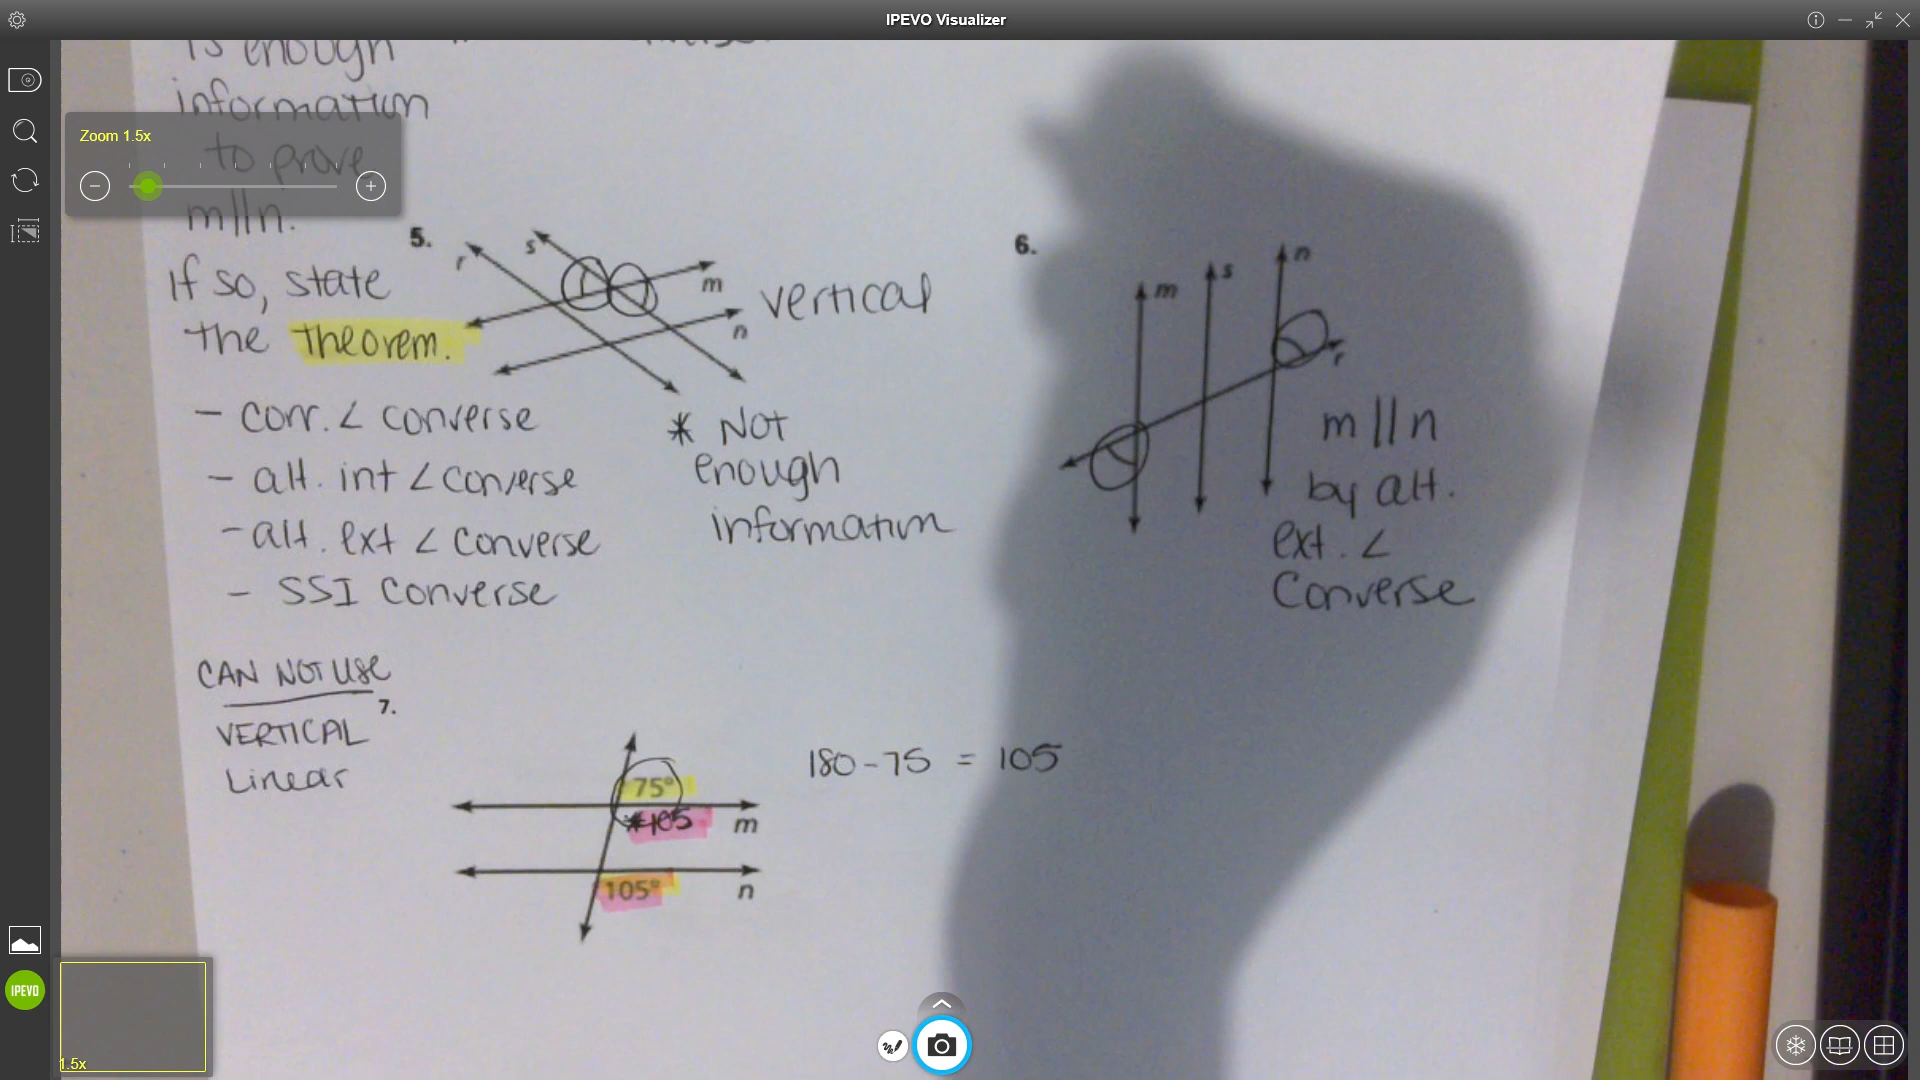 IPEVO Visualizer
is enough
information
Zoom 1.5x
to prove
m||n.
If so, state
the theorem.
- corr. ∠ converse
- alt. int ∠ converse
- alt. ext ∠ converse
- SSI Converse
CAN NOT USE
VERTICAL
Linear
5.
r
s
m
n
vertical
* Not
enough
information
6.
m
s
n
r
m||n
by alt.
ext. ∠
Converse
7.
75°
*105
m
105°
n
180-75 = 105
IPEVO
1.5x